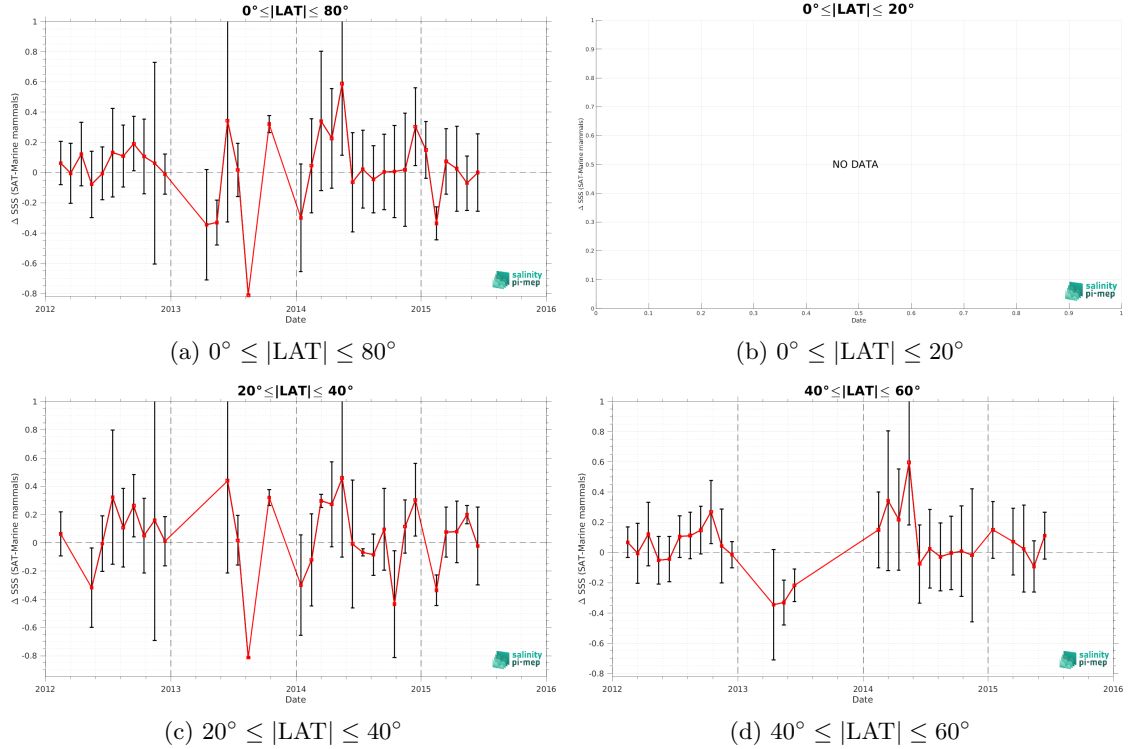 0°≤|LAT|≤ 80°
1
0.8
0.6
0.4
0.2
0
-0.2
-0.4
-0.6
-0.8
Δ SSS (SAT-Marine mammals)
2012 2013 2014 2015 2016
Date
salinity
pi-mep
(a) 0° ≤ |LAT| ≤ 80°
0°≤|LAT|≤ 20°
1
0.9
0.8
0.7
0.6
0.5
0.4
0.3
0.2
0.1
0
Δ SSS (SAT-Marine mammals)
NO DATA
0 0.1 0.2 0.3 0.4 0.5 0.6 0.7 0.8 0.9 1
Date
salinity
pi-mep
(b) 0° ≤ |LAT| ≤ 20°
20°≤|LAT|≤ 40°
1
0.8
0.6
0.4
0.2
0
-0.2
-0.4
-0.6
-0.8
Δ SSS (SAT-Marine mammals)
2012 2013 2014 2015 2016
Date
salinity
pi-mep
(c) 20° ≤ |LAT| ≤ 40°
40°≤|LAT|≤ 60°
1
0.8
0.6
0.4
0.2
0
-0.2
-0.4
-0.6
-0.8
Δ SSS (SAT-Marine mammals)
2012 2013 2014 2015 2016
Date
salinity
pi-mep
(d) 40° ≤ |LAT| ≤ 60°